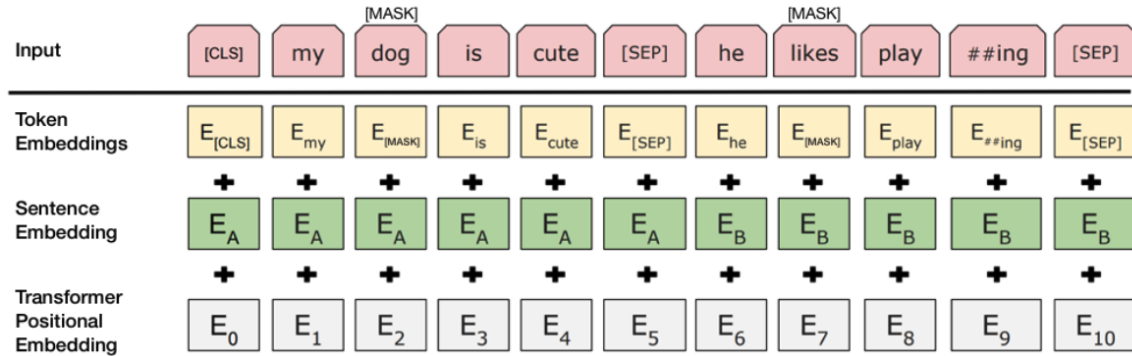 [MASK] [MASK]
Input [CLS] my dog is cute [SEP] he likes play ##ing [SEP]
Token
Embeddings E[CLS] Emy E[MASK] Eis Ecute E[SEP] Ehe E[MASK] Eplay E##ing E[SEP]
+ + + + + + + + + + +
Sentence
Embedding EA EA EA EA EA EA EB EB EB EB EB
+ + + + + + + + + + +
Transformer
Positional
Embedding E0 E1 E2 E3 E4 E5 E6 E7 E8 E9 E10